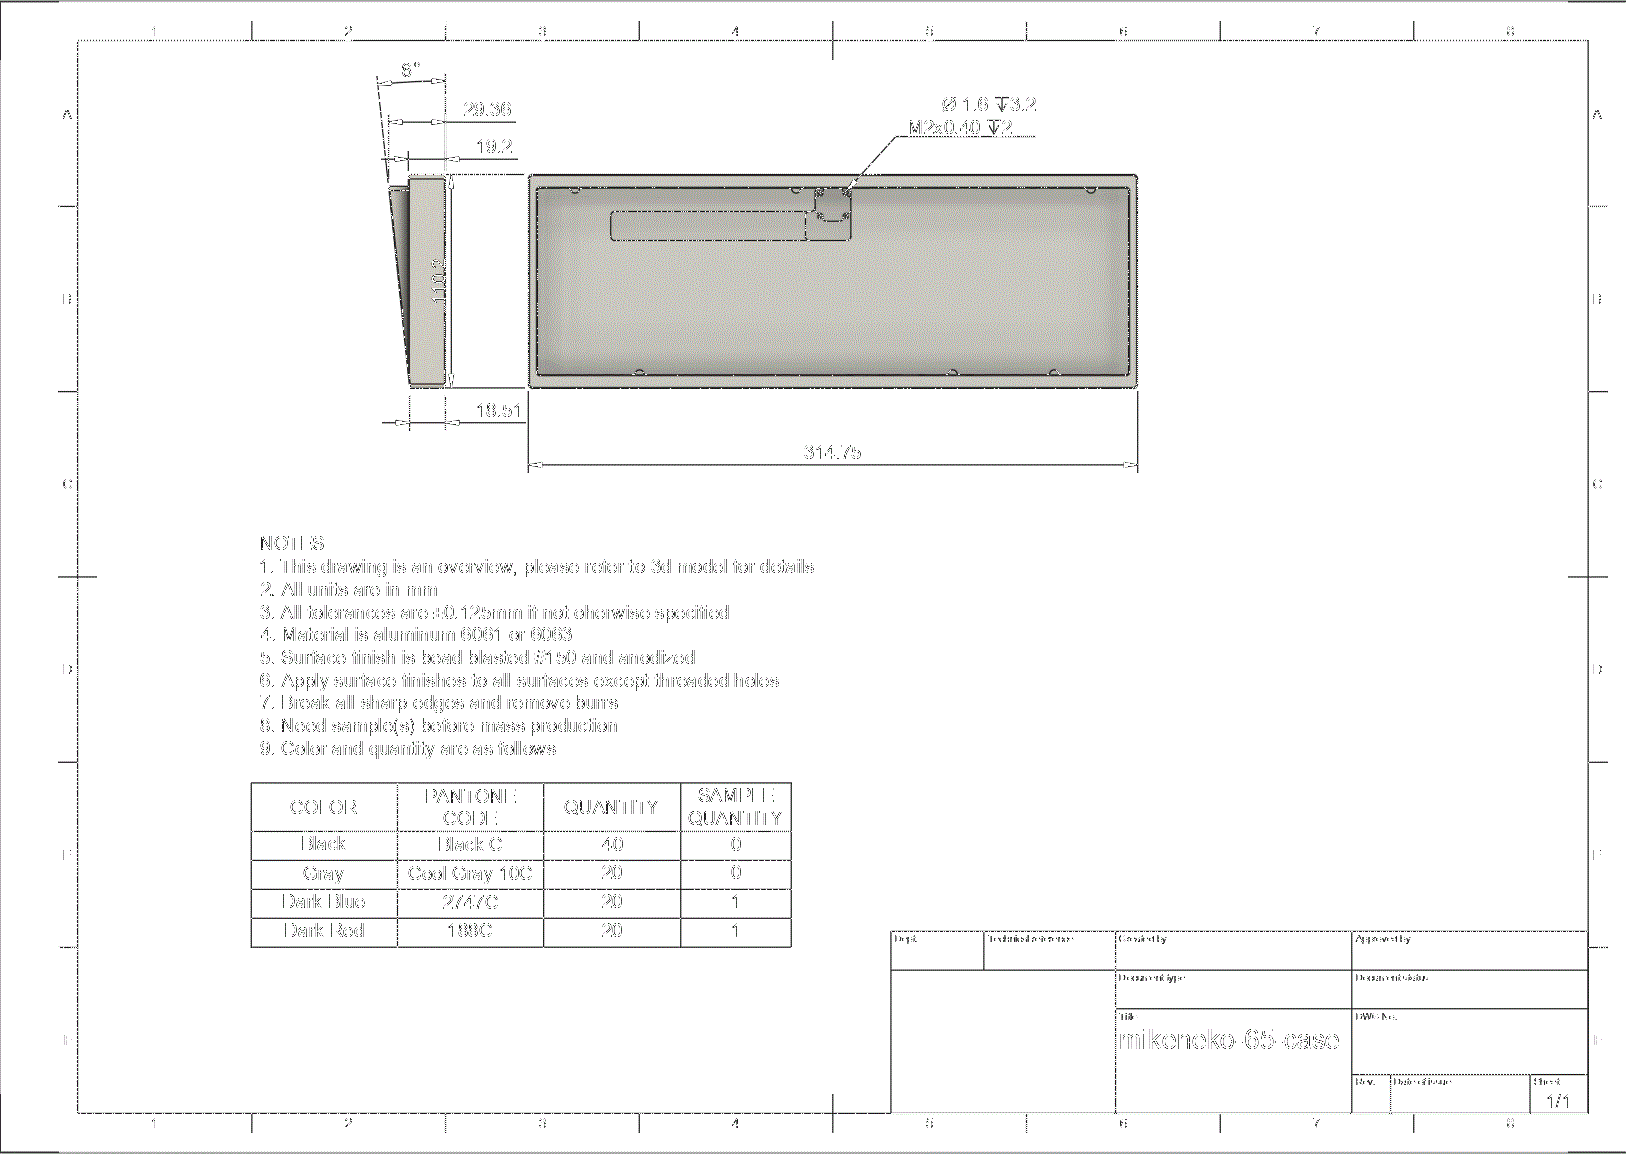 1 2 3 4 5 6 7 8
A A
B B
C C
D D
E E
F F
29.36
19.2
Ø 1.6 ↧3.2
M2x0.40 ↧2
314.75
NOTES
1. This drawing is an overview, please refer to 3d model for details
2. All units are in mm
3. All tolerances are ±0.125mm if not oherwise specified
4. Material is aluminum 6061 or 6063
5. Surface finish is bead blasted #150 and anodized
6. Apply surface finishes to all surfaces except threaded holes
7. Break all sharp edges and remove burrs
8. Need sample(s) before mass production
9. Color and quantity are as follows
COLOR PANTONE CODE QUANTITY SAMPLE QUANTITY
Black Black C 40 0
Gray Cool Gray 10C 20 0
Dark Blue 2747C 20 1
Dark Red 188C 20 1
Dept. Technical reference Created by Approved by
Document type Document status
Title DWG No.
mikeneko-65-case
Rev. Date of issue Sheet
1/1
1 2 3 4 5 6 7 8